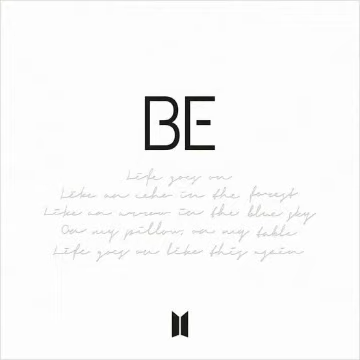 BE
Life goes on
Like an echo in the forest
Like an arrow in the blue sky
On my pillow, on my table
Life goes on like this again